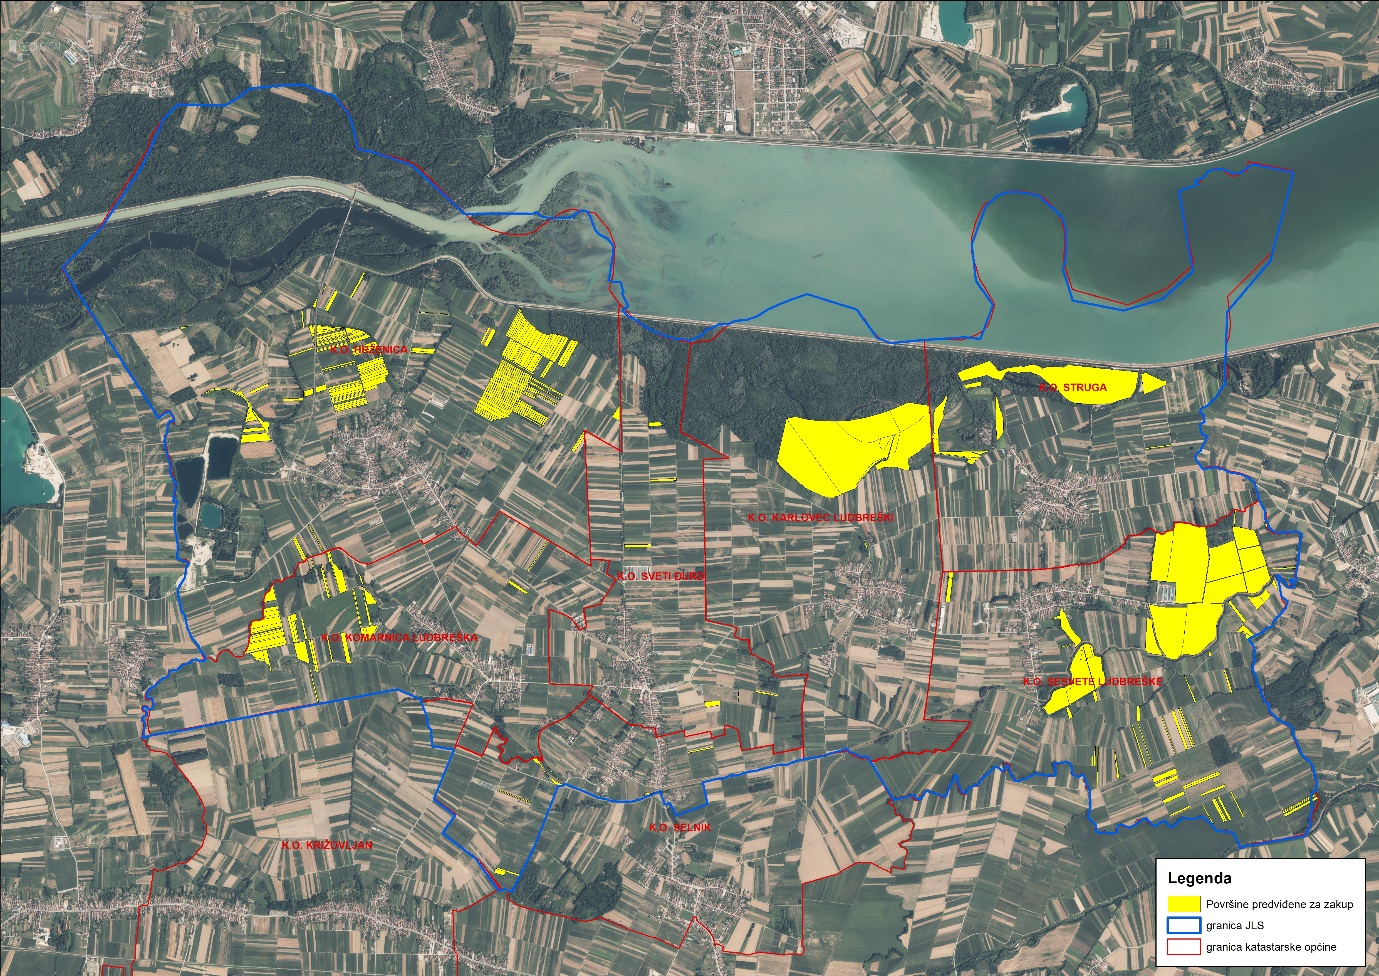 K.O. HRŽENICA
K.O. STRUGA
K.O. KARLOVEC LUDBREŠKI
K.O. SVETI ĐURĐ
K.O. KOMARNICA LUDBREŠKA
K.O. SESVETE LUDBREŠKE
K.O. SELNIK
K.O. KRIŽOVLJAN
Legenda
Površine predviđene za zakup
granica JLS
granica katastarske općine